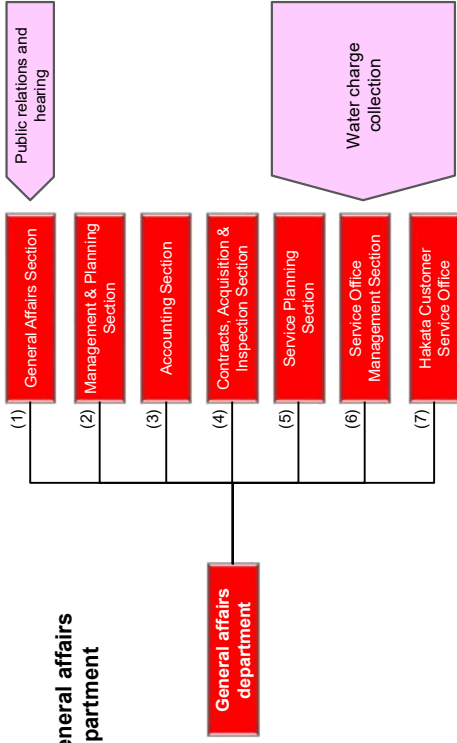 eneral affairs
partment
General affairs
department
(1)
General Affairs Section
Public relations and
hearing
(2)
Management & Planning
Section
(3)
Accounting Section
(4)
Contracts, Acquisition &
Inspection Section
(5)
Service Planning
Section
(6)
Service Office
Management Section
(7)
Hakata Customer
Service Office
Water charge
collection